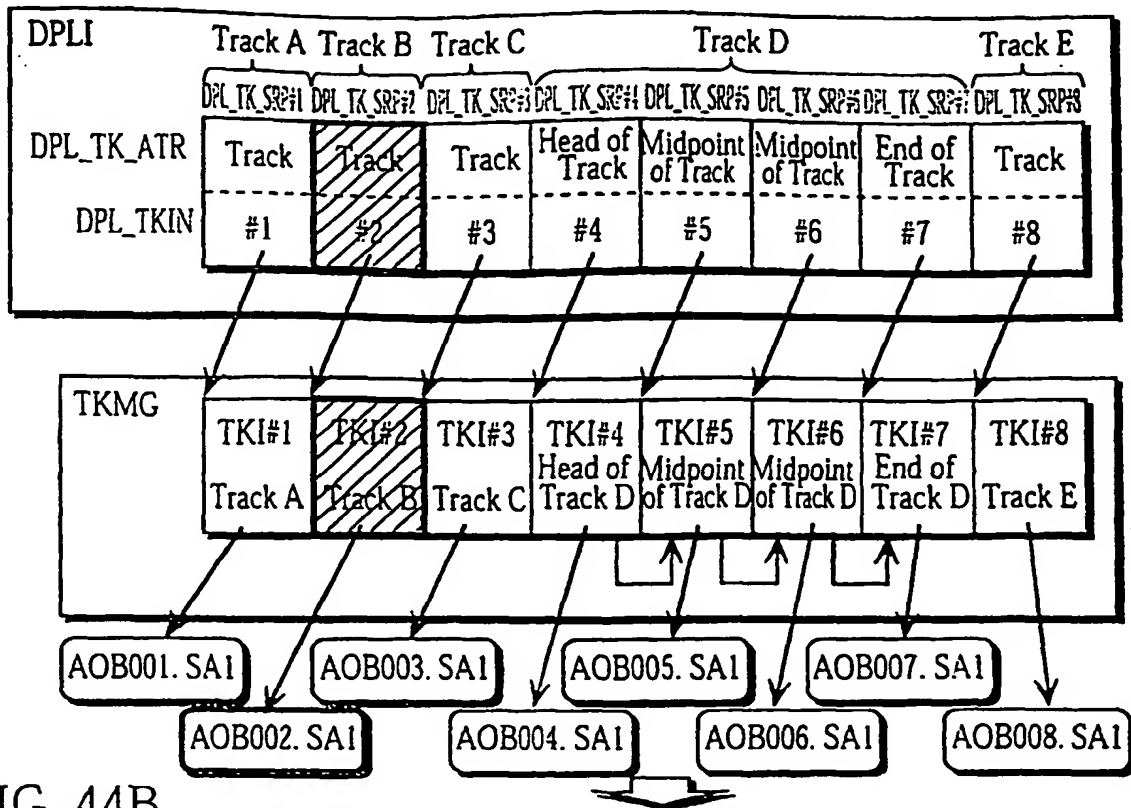 DPLI
Track A Track B Track C Track D Track E
DPL_TK_SRP#1 DPL_TK_SRP#2 DPL_TK_SRP#3 DPL_TK_SRP#4 DPL_TK_SRP#5 DPL_TK_SRP#6 DPL_TK_SRP#7 DPL_TK_SRP#8
DPL_TK_ATR Track Track Track Head of Track Midpoint of Track Midpoint of Track End of Track Track
DPL_TKIN #1 #2 #3 #4 #5 #6 #7 #8
TKMG
TKI#1 TKI#2 TKI#3 TKI#4 TKI#5 TKI#6 TKI#7 TKI#8
Head of Midpoint Midpoint End of
Track A Track B Track C Track D of Track D of Track D Track D Track E
AOB001. SA1 AOB003. SA1 AOB005. SA1 AOB007. SA1
AOB002. SA1 AOB004. SA1 AOB006. SA1 AOB008. SA1
44B